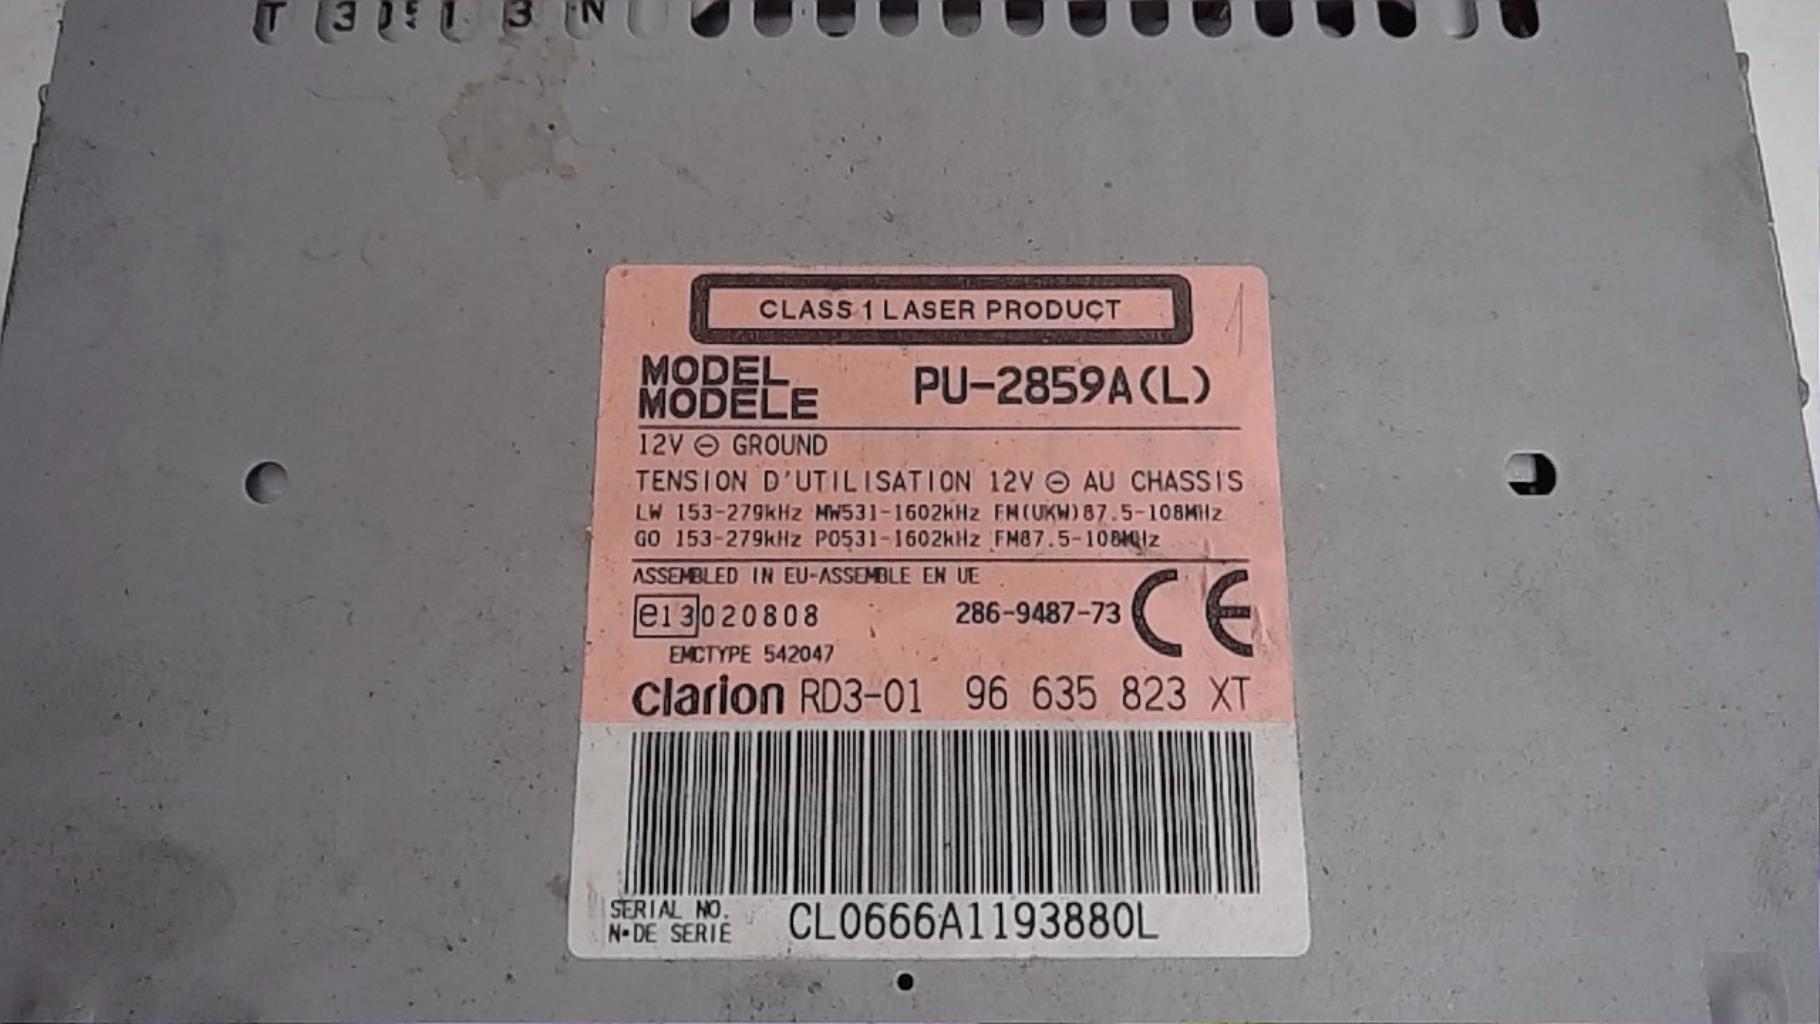 CLASS 1 LASER PRODUCT
MODEL
MODELE
PU-2859A(L)
12V ⊖ GROUND
TENSION D'UTILISATION 12V ⊖ AU CHASSIS
LW 153-279kHz MW531-1602kHz FM(UKW)87.5-108MHz
GO 153-279kHz PO531-1602kHz FM87.5-108MHz
ASSEMBLED IN EU-ASSEMBLE EN UE
e13 020808 286-9487-73 CE
EMCTYPE 542047
clarion RD3-01 96 635 823 XT
SERIAL NO.
N•DE SERIE
CL0666A1193880L